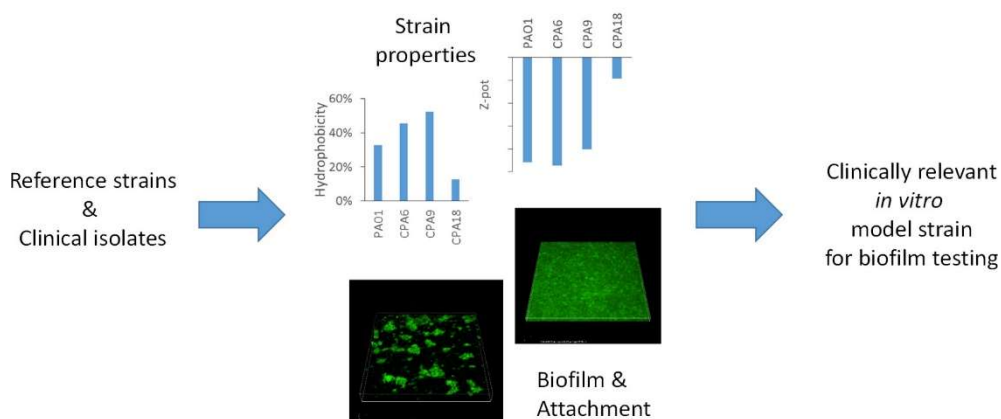 Reference strains
&
Clinical isolates
Strain
properties
Hydrophobicity
60%
40%
20%
0%
PAO1
CPA6
CPA9
CPA18
Z-pot
PAO1
CPA6
CPA9
CPA18
Biofilm &
Attachment
Clinically relevant
in vitro
model strain
for biofilm testing